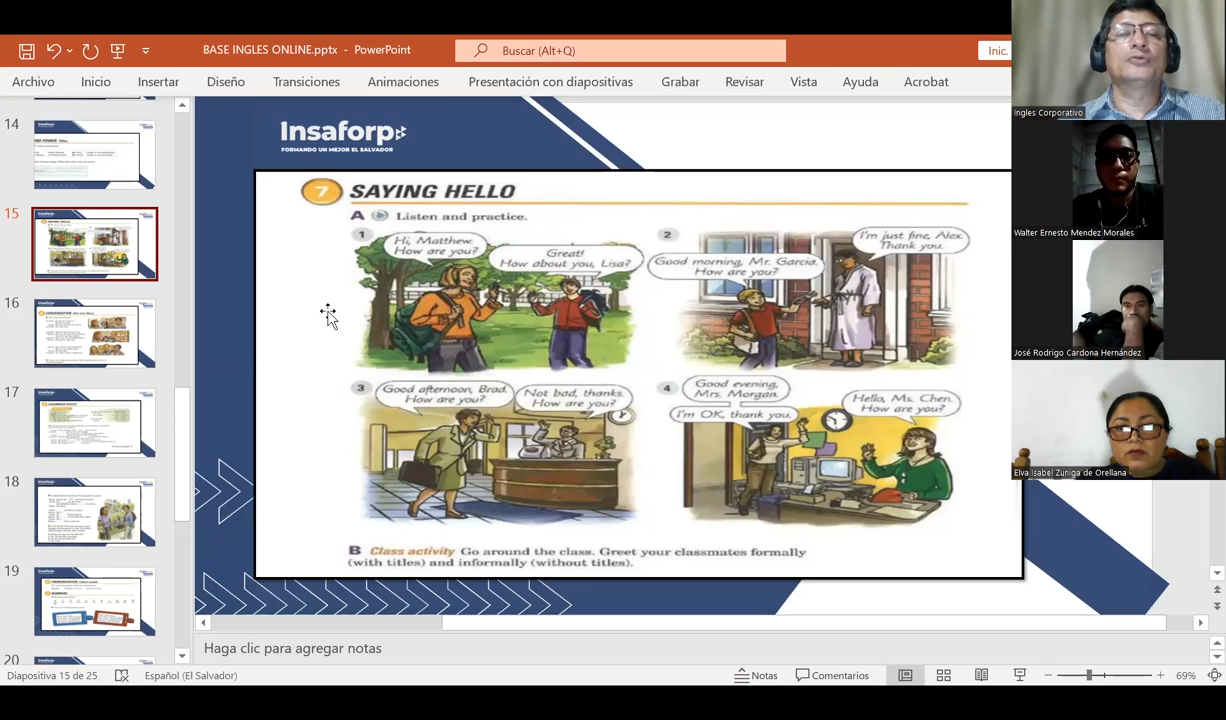 BASE INGLES ONLINE.pptx - PowerPoint
Buscar (Alt+Q)
Inic.
Archivo Inicio Insertar Diseño Transiciones Animaciones Presentación con diapositivas Grabar Revisar Vista Ayuda Acrobat
14
15
16
17
18
19
20
Insaforp
FORMANDO UN MEJOR EL SALVADOR
7 SAYING HELLO
A Listen and practice.
1
Hi, Matthew.
How are you?
Great!
How about you, Lisa?
2
Good morning, Mr. Garcia.
How are you?
I'm just fine, Alex.
Thank you.
3
Good afternoon, Brad.
How are you?
Not bad, thanks.
How are you?
4
Good evening,
Mrs. Morgan.
Hello, Ms. Chen.
How are you?
I'm OK, thank you.
B Class activity Go around the class. Greet your classmates formally
(with titles) and informally (without titles).
Ingles Corporativo
Walter Ernesto Mendez Morales
José Rodrigo Cardona Hernández
Elva Isabel Zuniga de Orellana
Haga clic para agregar notas
Diapositiva 15 de 25 Español (El Salvador) Notas Comentarios 69%